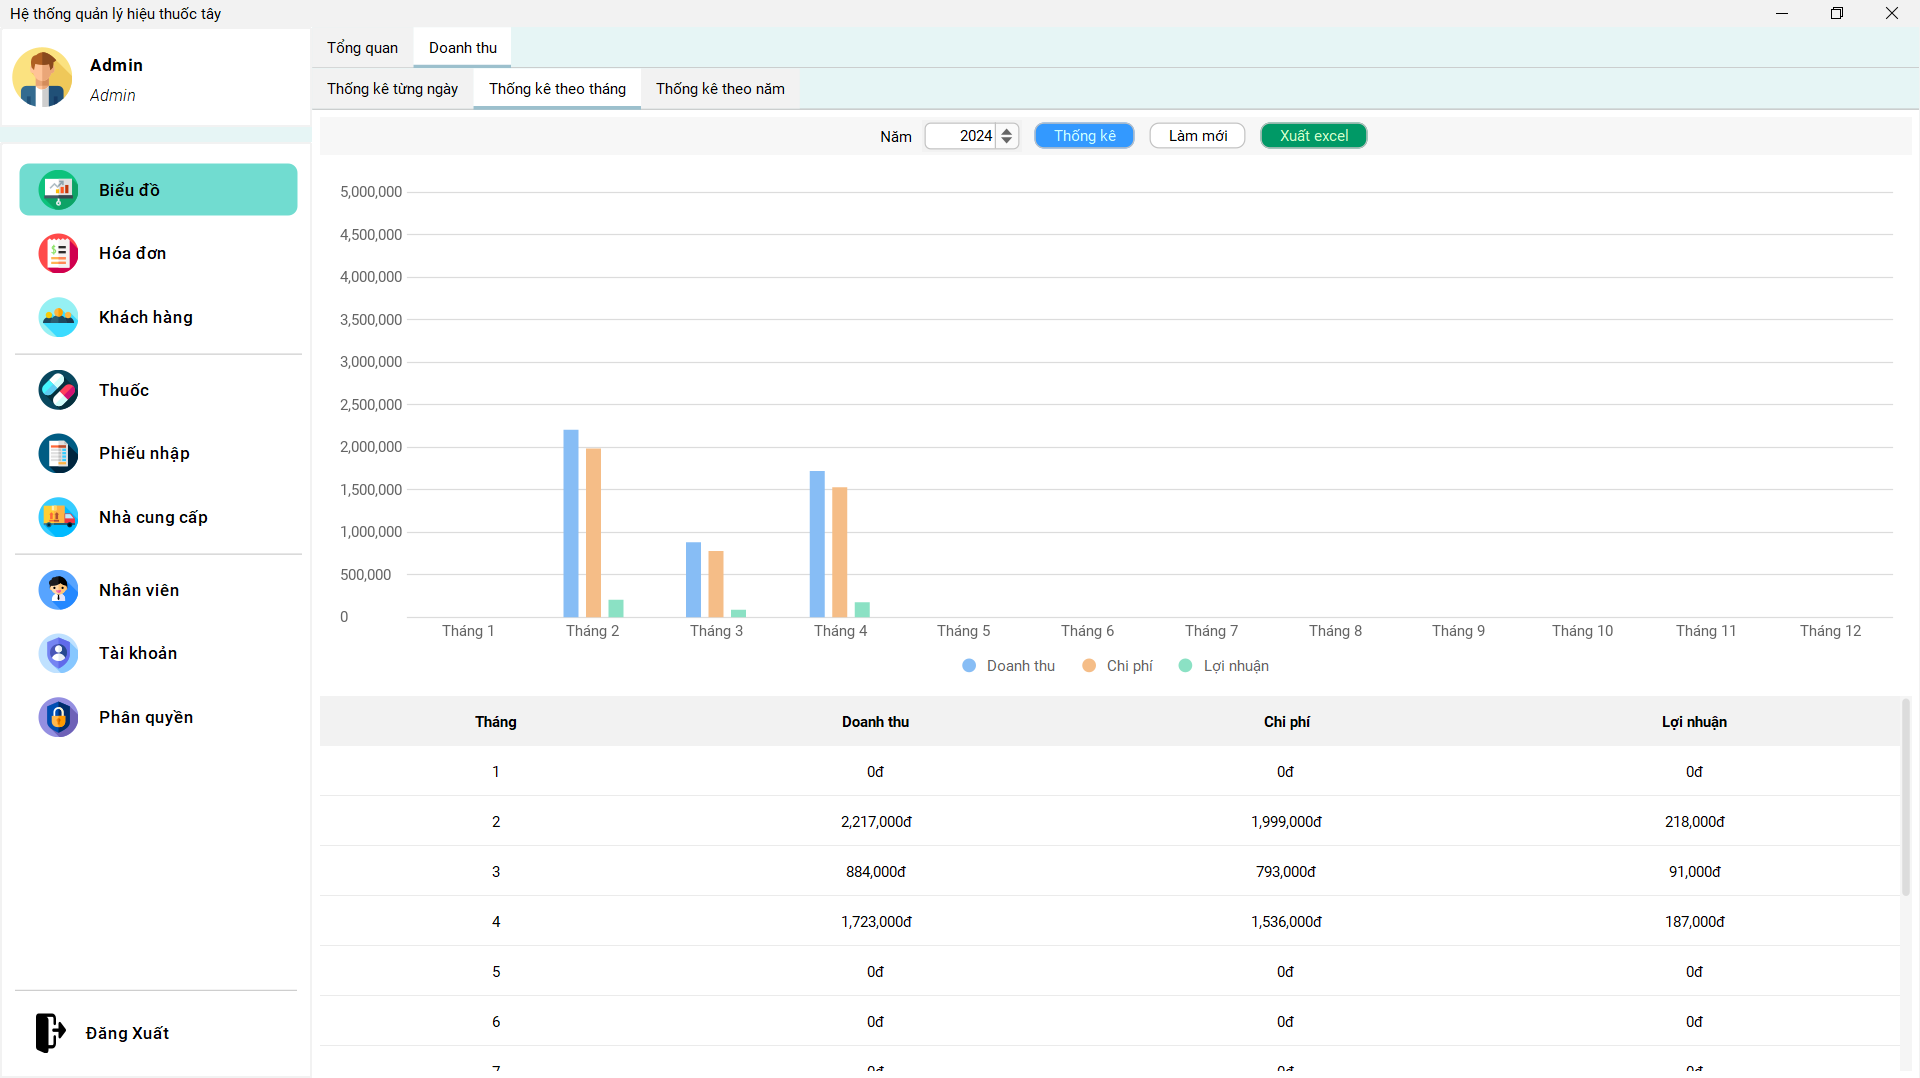 Hệ thống quản lý hiệu thuốc tây
Admin
Admin
Biểu đồ
Hóa đơn
Khách hàng
Thuốc
Phiếu nhập
Nhà cung cấp
Nhân viên
Tài khoản
Phân quyền
Đăng Xuất
Tổng quan Doanh thu
Thống kê từng ngày Thống kê theo tháng Thống kê theo năm
Năm 2024 Thống kê Làm mới Xuất excel
5,000,000
4,500,000
4,000,000
3,500,000
3,000,000
2,500,000
2,000,000
1,500,000
1,000,000
500,000
0
Tháng 1 Tháng 2 Tháng 3 Tháng 4 Tháng 5 Tháng 6 Tháng 7 Tháng 8 Tháng 9 Tháng 10 Tháng 11 Tháng 12
Doanh thu Chi phí Lợi nhuận
Tháng Doanh thu Chi phí Lợi nhuận
1 0đ 0đ 0đ
2 2,217,000đ 1,999,000đ 218,000đ
3 884,000đ 793,000đ 91,000đ
4 1,723,000đ 1,536,000đ 187,000đ
5 0đ 0đ 0đ
6 0đ 0đ 0đ
7 0đ 0đ 0đ